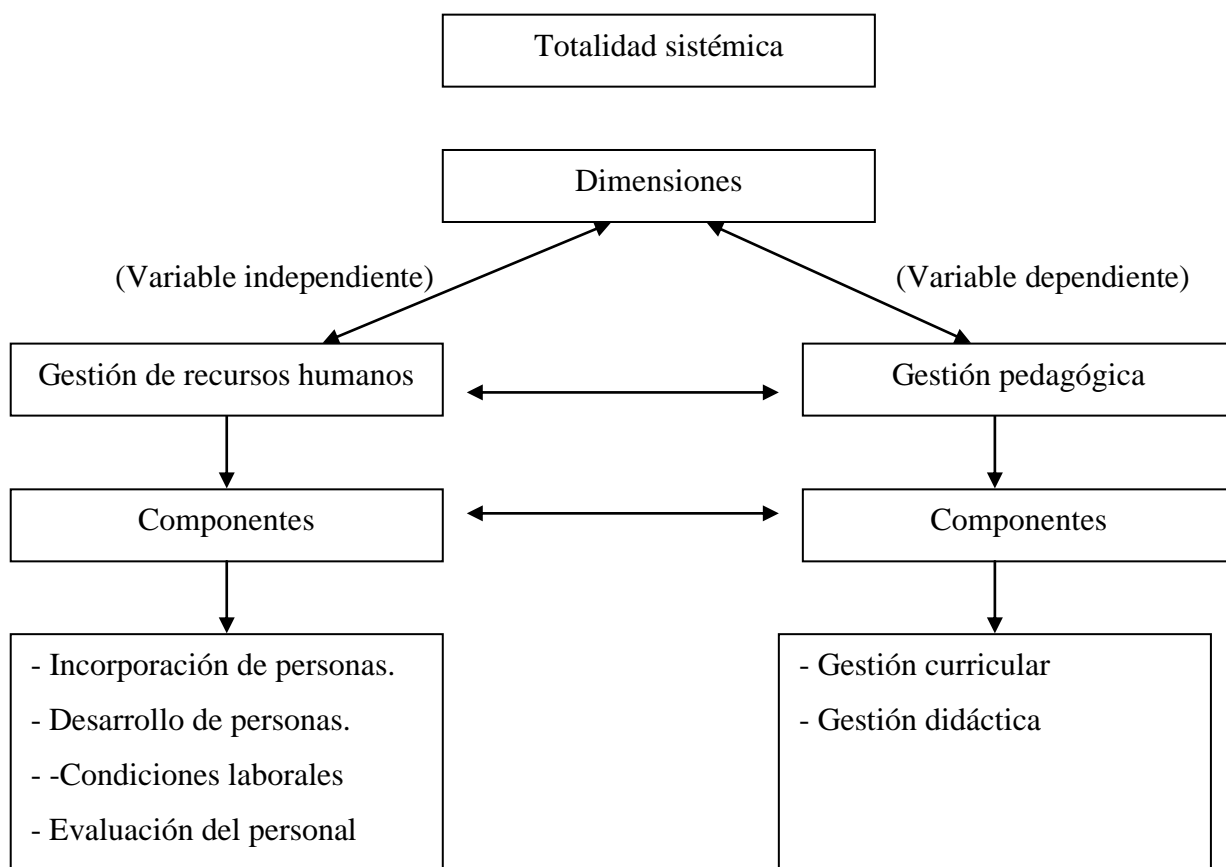 Totalidad sistémica
Dimensiones
(Variable independiente)
(Variable dependiente)
Gestión de recursos humanos
Gestión pedagógica
Componentes
Componentes
- Incorporación de personas.
- Desarrollo de personas.
- -Condiciones laborales
- Evaluación del personal
- Gestión curricular
- Gestión didáctica